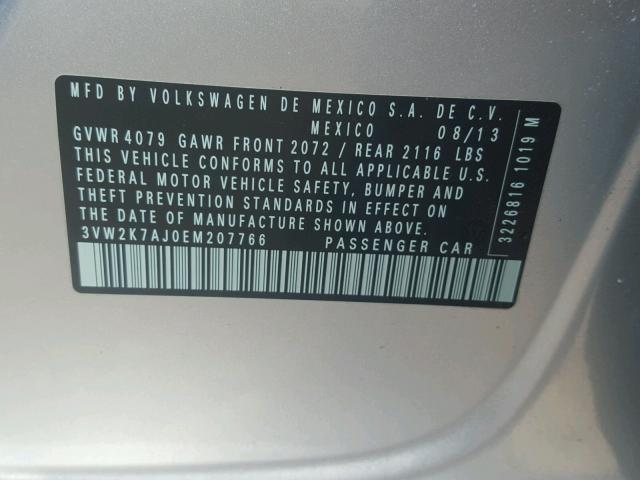 MFD BY VOLKSWAGEN DE MEXICO S.A. DE C.V.
MEXICO 08/13
GVWR 4079 GAWR FRONT 2072 / REAR 2116 LBS
THIS VEHICLE CONFORMS TO ALL APPLICABLE U.S.
FEDERAL MOTOR VEHICLE SAFETY, BUMPER AND
THEFT PREVENTION STANDARDS IN EFFECT ON
THE DATE OF MANUFACTURE SHOWN ABOVE.
3VW2K7AJ0EM207766 PASSENGER CAR
3226816 1019 M